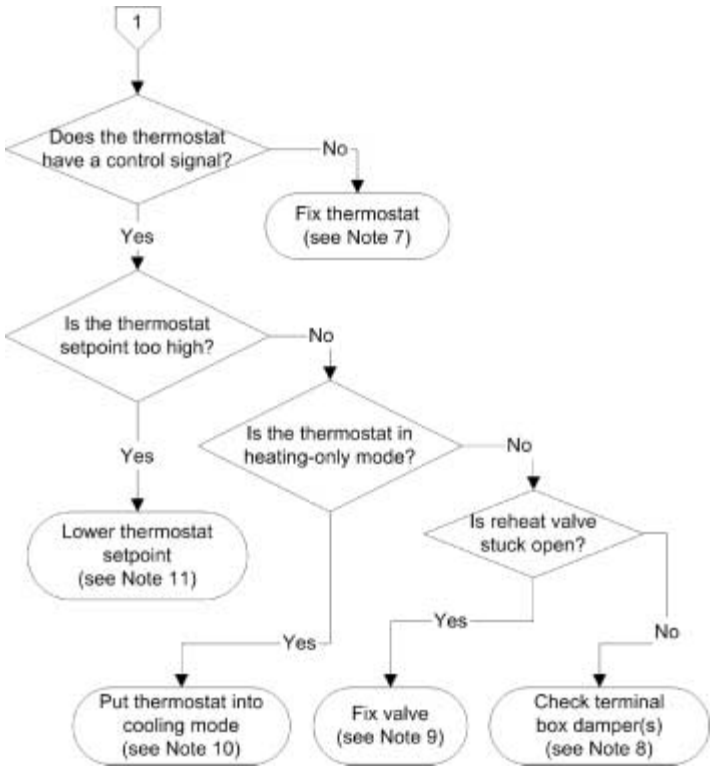 1
Does the thermostat
have a control signal?
No
Fix thermostat
(see Note 7)
Yes
Is the thermostat
setpoint too high?
No
Yes
Is the thermostat in
heating-only mode?
No
Lower thermostat
setpoint
(see Note 11)
Is reheat valve
stuck open?
Yes
Yes
No
Put thermostat into
cooling mode
(see Note 10)
Fix valve
(see Note 9)
Check terminal
box damper(s)
(see Note 8)